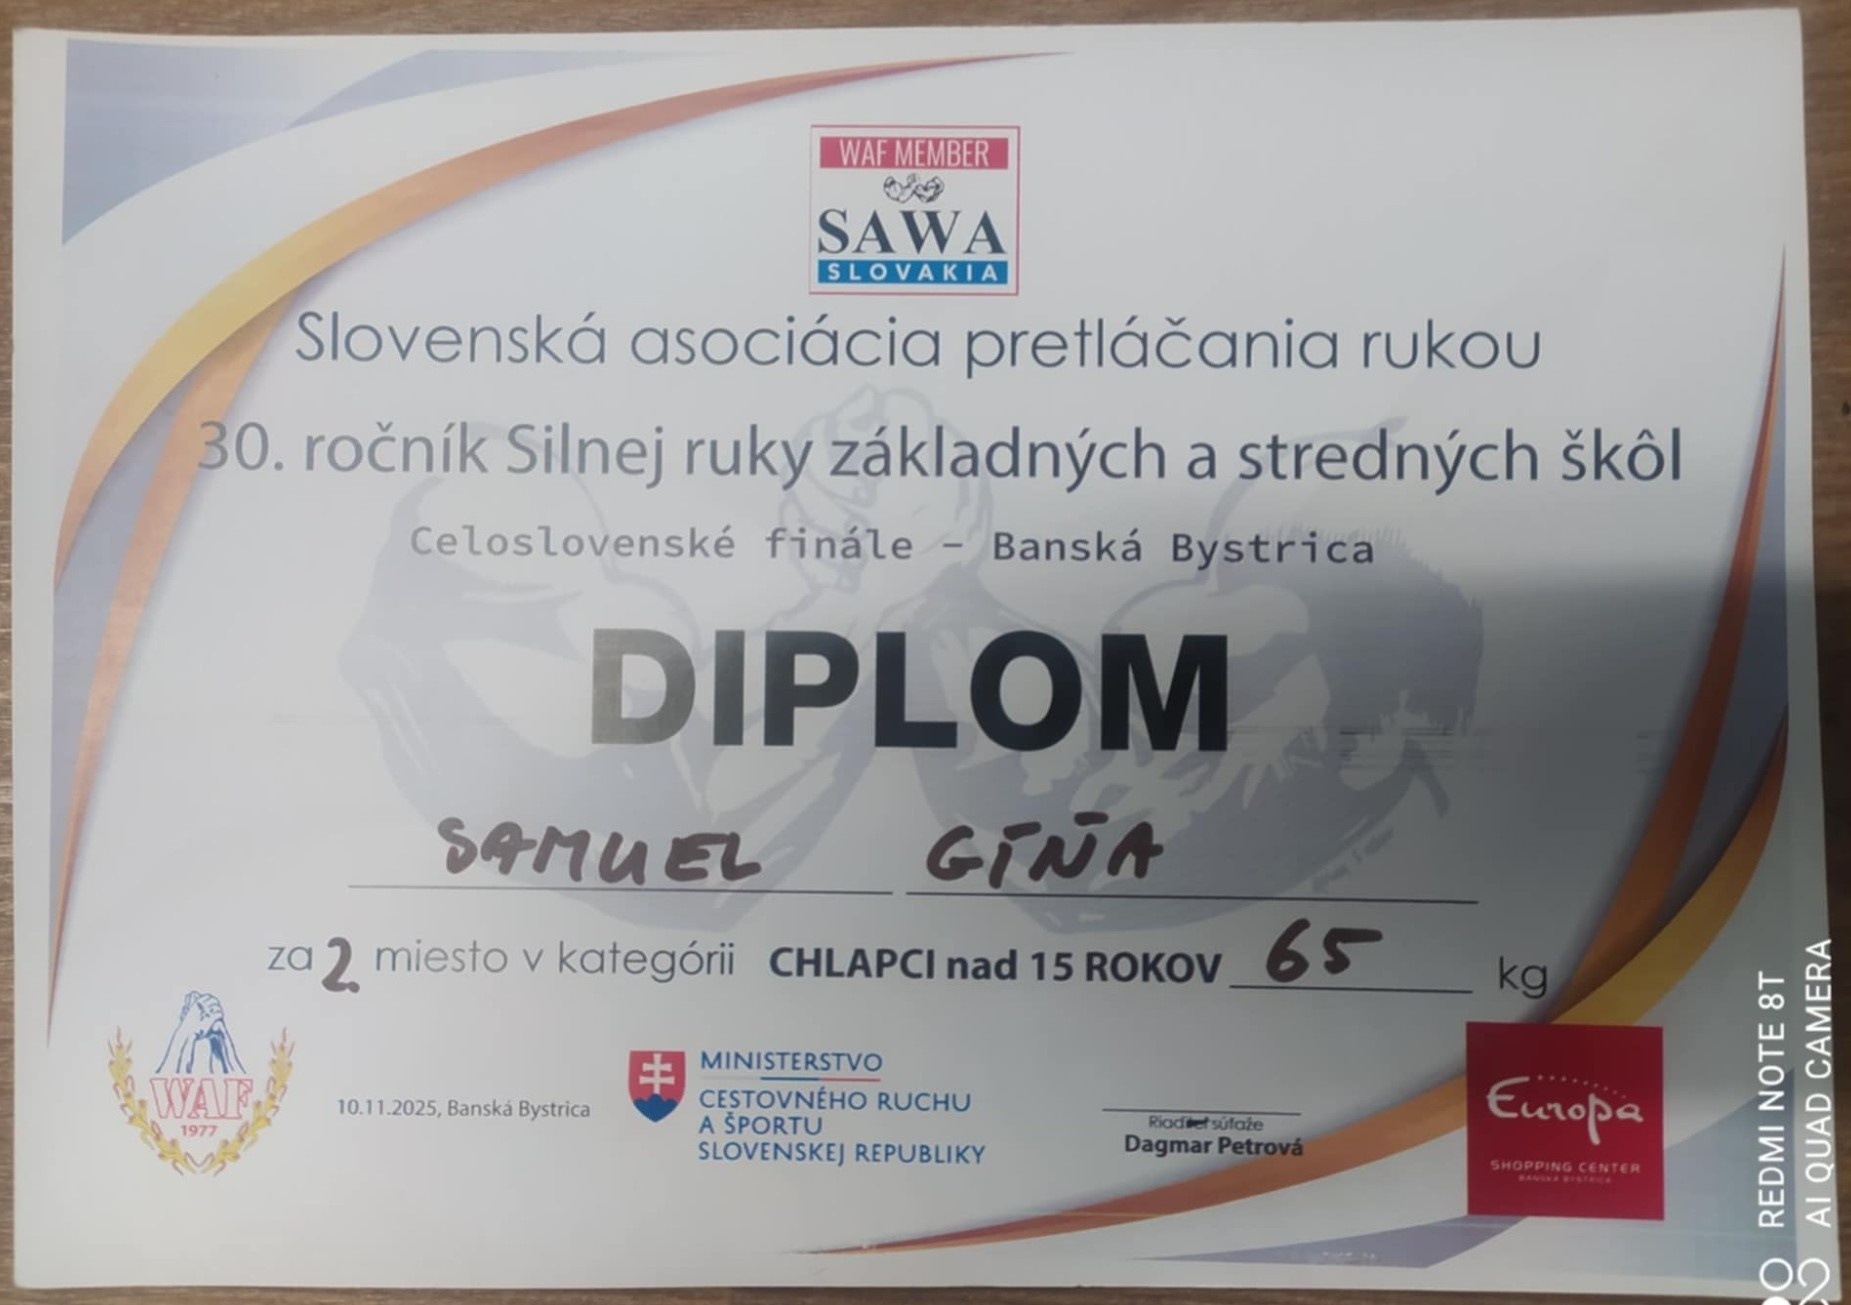 WAF MEMBER
SAWA
SLOVAKIA
Slovenská asociácia pretláčania rukou
30. ročník Silnej ruky základných a stredných škôl
Celoslovenské finále - Banská Bystrica
DIPLOM
SAMUEL GÍŇA
za 2. miesto v kategórii CHLAPCI nad 15 ROKOV 65 kg
WAF
1977
10.11.2025, Banská Bystrica
MINISTERSTVO
CESTOVNÉHO RUCHU
A ŠPORTU
SLOVENSKEJ REPUBLIKY
Riaditeľ súťaže
Dagmar Petrová
Europa
SHOPPING CENTER
BANSKÁ BYSTRICA
REDMI NOTE 8T
AI QUAD CAMERA